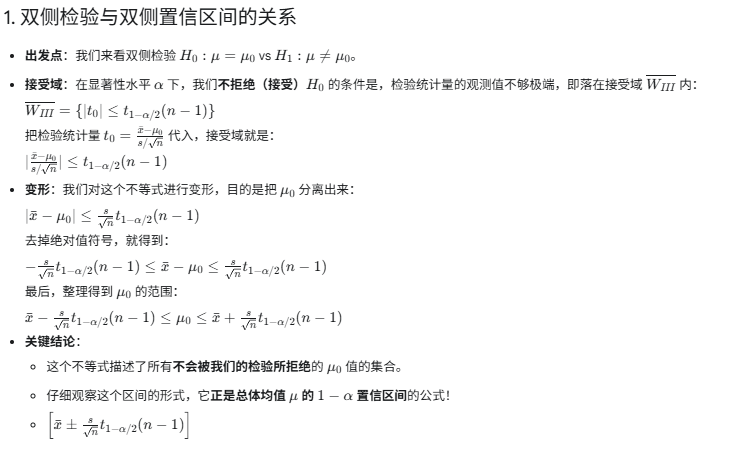 1. 双侧检验与双侧置信区间的关系
• 出发点：我们来看双侧检验 $H_0 : \mu = \mu_0$ vs $H_1 : \mu \neq \mu_0$。
• 接受域：在显著性水平 $\alpha$ 下，我们不拒绝（接受）$H_0$ 的条件是，检验统计量的观测值不够极端，即落在接受域 $\overline{W_{III}}$ 内：
$\overline{W_{III}} = \{|t_0| \leq t_{1-\alpha/2}(n-1)\}$
把检验统计量 $t_0 = \frac{\bar{x}-\mu_0}{s/\sqrt{n}}$ 代入，接受域就是：
$|\frac{\bar{x}-\mu_0}{s/\sqrt{n}}| \leq t_{1-\alpha/2}(n-1)$
• 变形：我们对这个不等式进行变形，目的是把 $\mu_0$ 分离出来：
$|\bar{x} - \mu_0| \leq \frac{s}{\sqrt{n}}t_{1-\alpha/2}(n-1)$
去掉绝对值符号，就得到：
$-\frac{s}{\sqrt{n}}t_{1-\alpha/2}(n-1) \leq \bar{x} - \mu_0 \leq \frac{s}{\sqrt{n}}t_{1-\alpha/2}(n-1)$
最后，整理得到 $\mu_0$ 的范围：
$\bar{x} - \frac{s}{\sqrt{n}}t_{1-\alpha/2}(n-1) \leq \mu_0 \leq \bar{x} + \frac{s}{\sqrt{n}}t_{1-\alpha/2}(n-1)$
• 关键结论：
◦ 这个不等式描述了所有不会被我们的检验所拒绝的 $\mu_0$ 值的集合。
◦ 仔细观察这个区间的形式，它正是总体均值 $\mu$ 的 $1-\alpha$ 置信区间的公式！
◦ $\left[\bar{x} \pm \frac{s}{\sqrt{n}}t_{1-\alpha/2}(n-1)\right]$